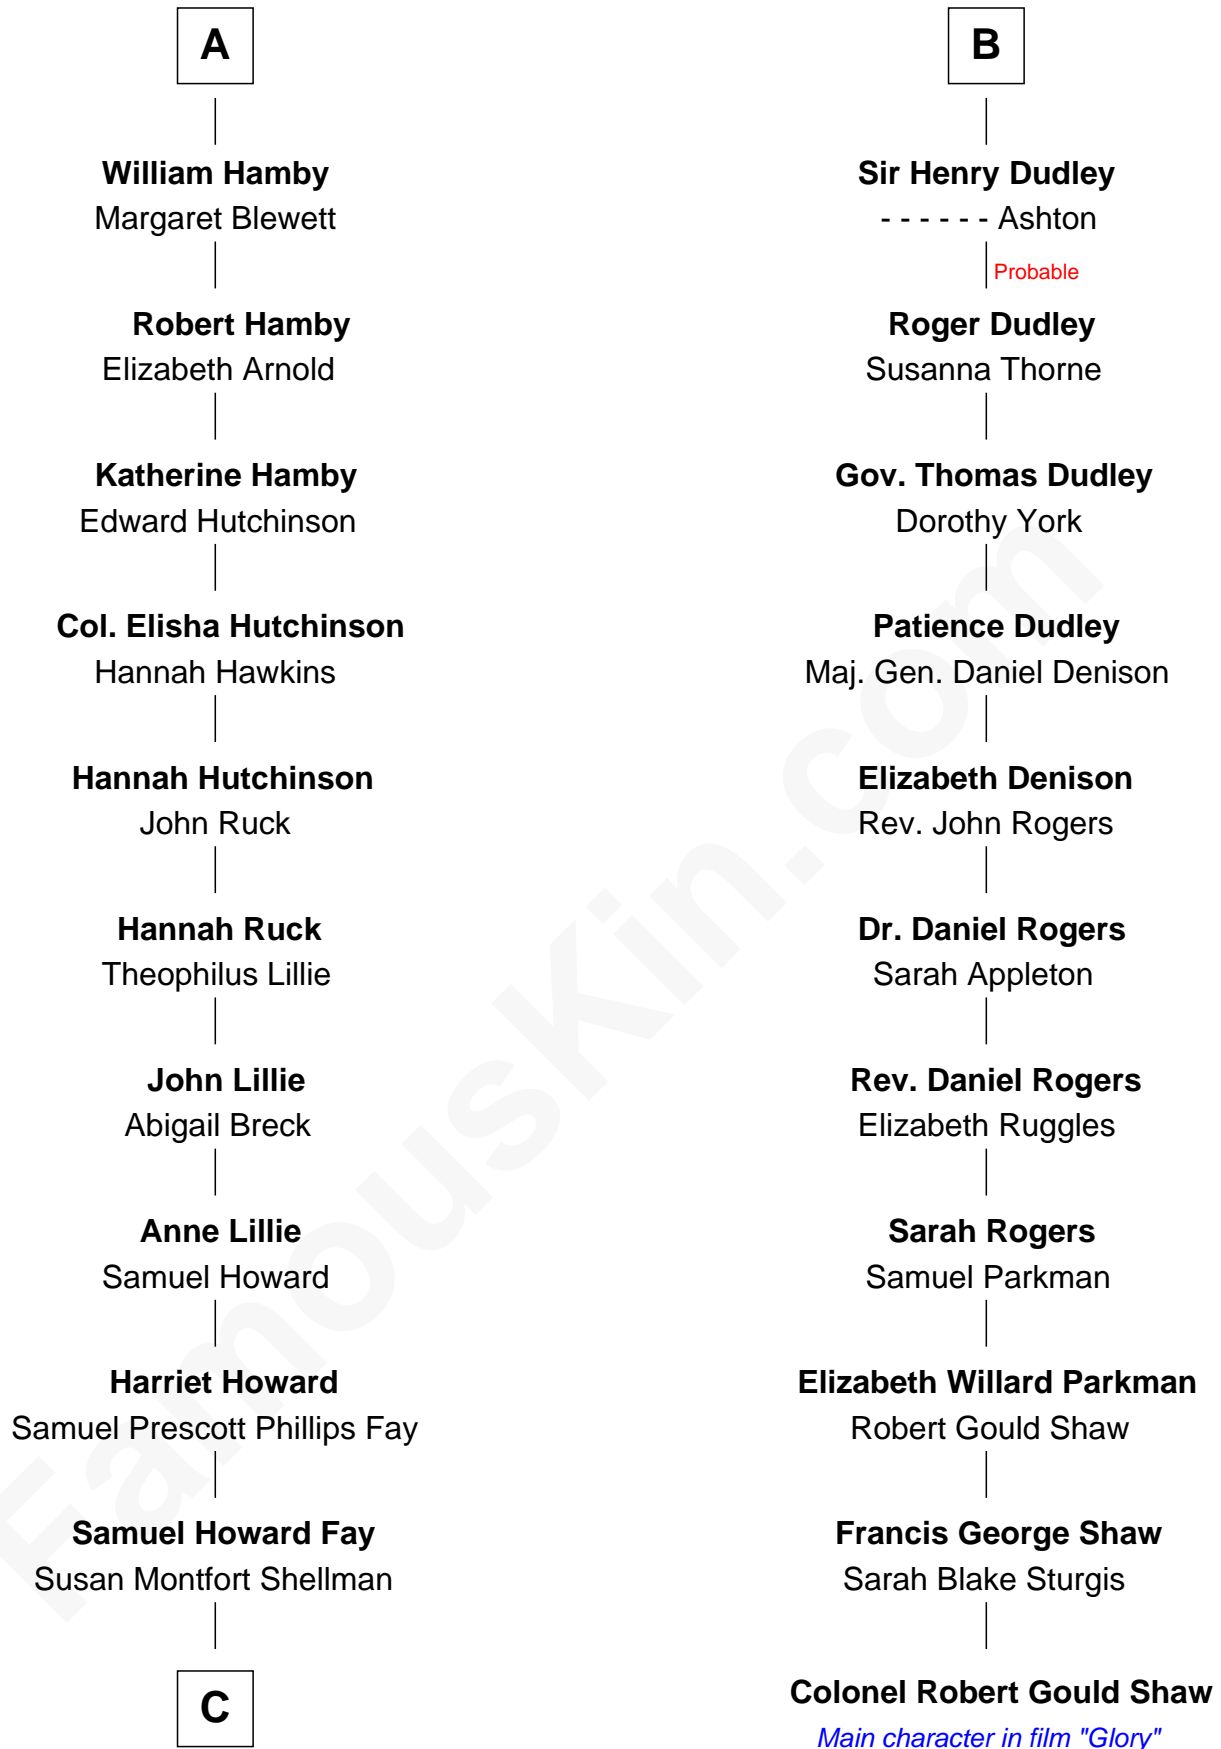 A
William Hamby
Margaret Blewett
Robert Hamby
Elizabeth Arnold
Katherine Hamby
Edward Hutchinson
Col. Elisha Hutchinson
Hannah Hawkins
Hannah Hutchinson
John Ruck
Hannah Ruck
Theophilus Lillie
John Lillie
Abigail Breck
Anne Lillie
Samuel Howard
Harriet Howard
Samuel Prescott Phillips Fay
Samuel Howard Fay
Susan Montfort Shellman
C
B
Sir Henry Dudley
- - - - - - Ashton
Probable
Roger Dudley
Susanna Thorne
Gov. Thomas Dudley
Dorothy York
Patience Dudley
Maj. Gen. Daniel Denison
Elizabeth Denison
Rev. John Rogers
Dr. Daniel Rogers
Sarah Appleton
Rev. Daniel Rogers
Elizabeth Ruggles
Sarah Rogers
Samuel Parkman
Elizabeth Willard Parkman
Robert Gould Shaw
Francis George Shaw
Sarah Blake Sturgis
Colonel Robert Gould Shaw
Main character in film "Glory"
FamousKin.com